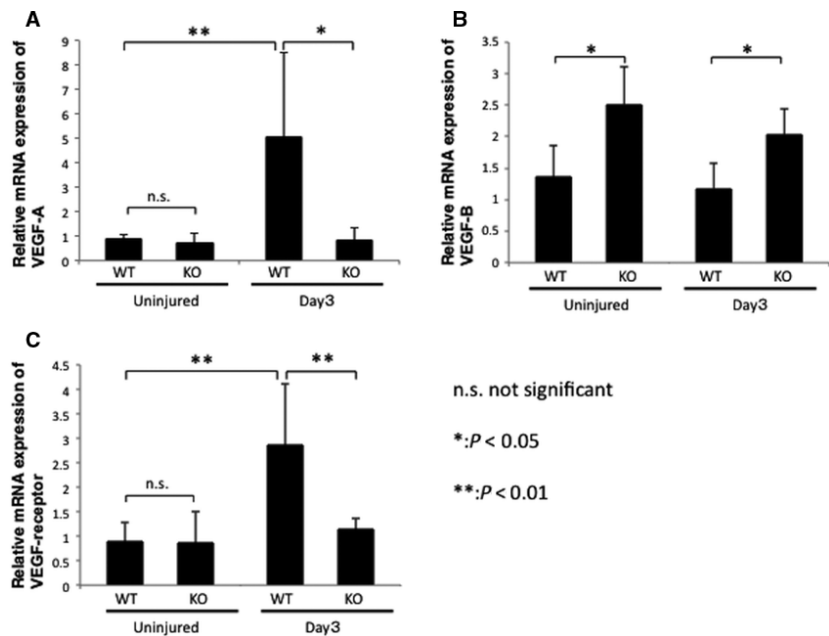 A
Relative mRNA expression of
VEGF-A
9
8
7
6
5
4
3
2
1
0
**
*
n.s.
WT KO WT KO
Uninjured Day3
B
Relative mRNA expression of
VEGF-B
3.5
3
2.5
2
1.5
1
0.5
0
*
*
WT KO WT KO
Uninjured Day3
C
Relative mRNA expression of
VEGF-receptor
4.5
4
3.5
3
2.5
2
1.5
1
0.5
0
**
**
n.s.
WT KO WT KO
Uninjured Day3
n.s. not significant
*:P < 0.05
**:P < 0.01